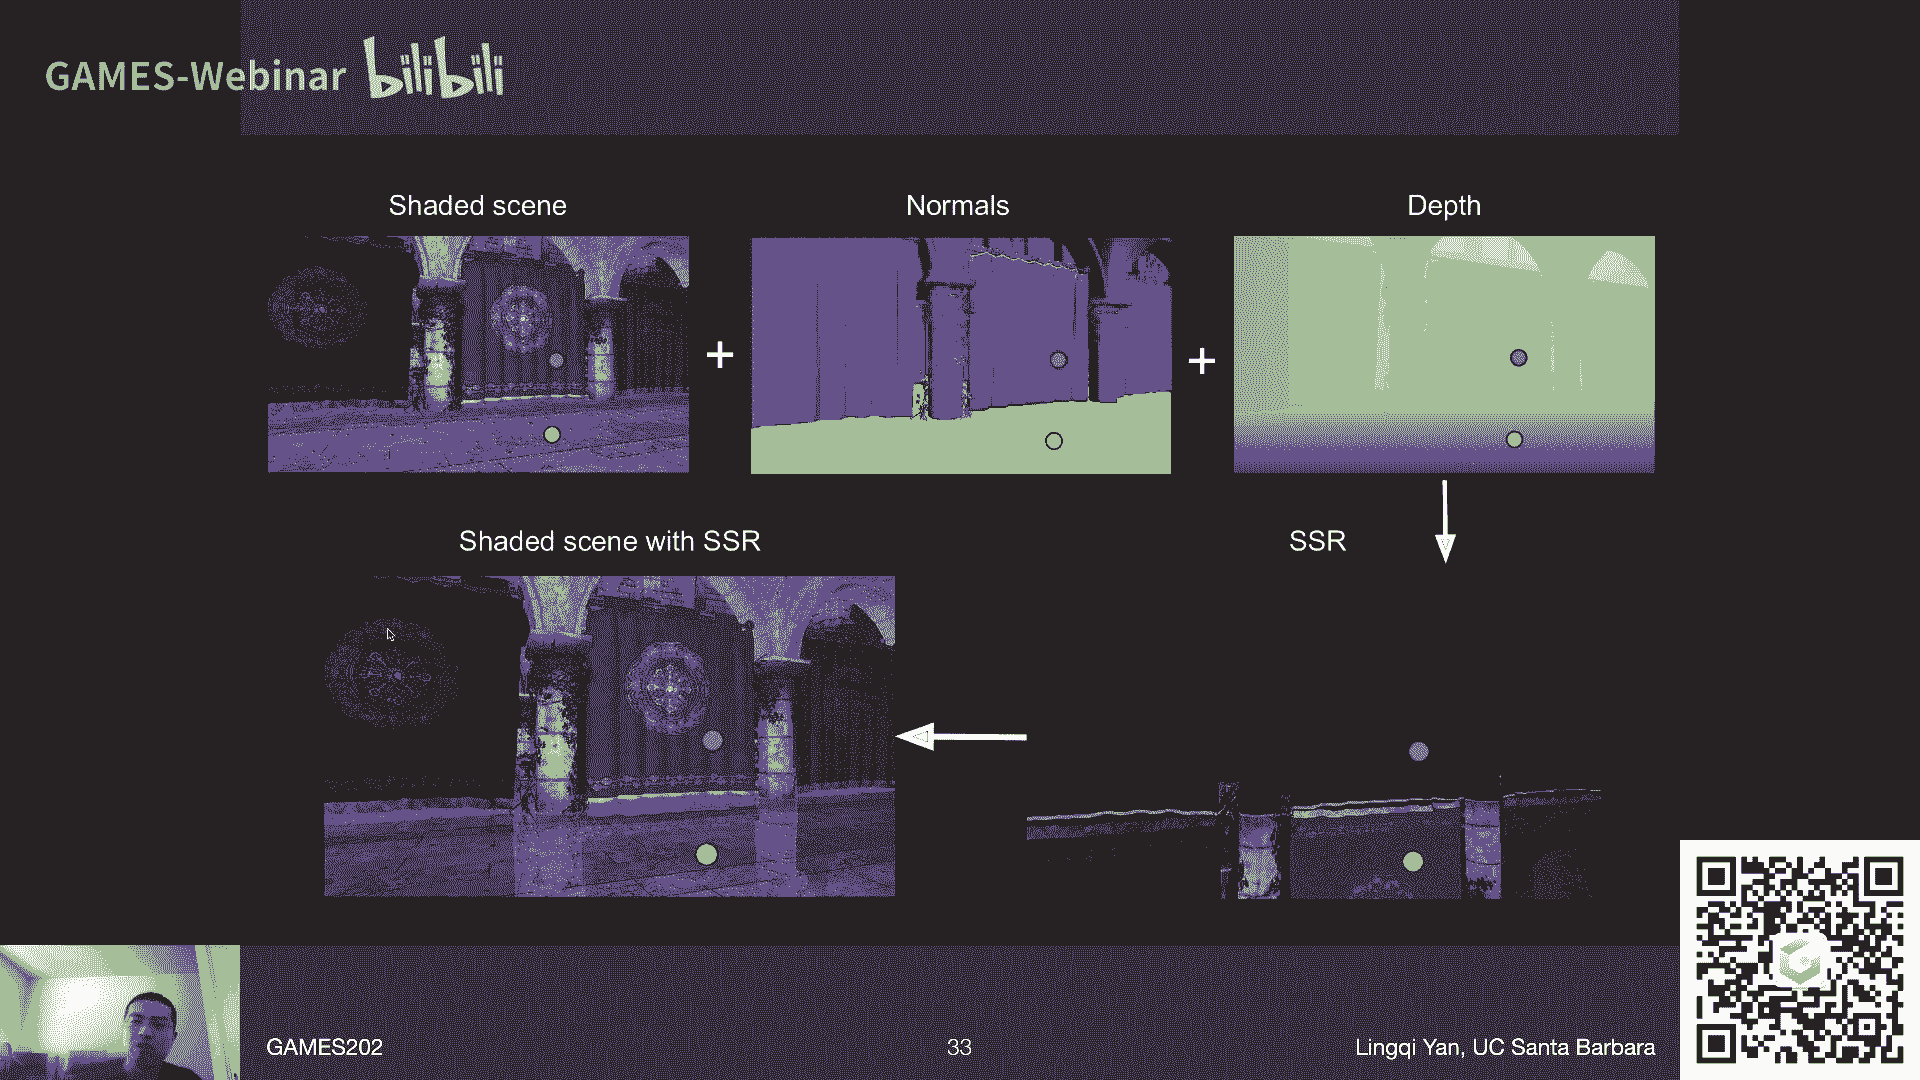 GAMES-Webinar bilibili
Shaded scene
Normals
Depth
+
+
Shaded scene with SSR
SSR
GAMES202
33
Lingqi Yan, UC Santa Barbara